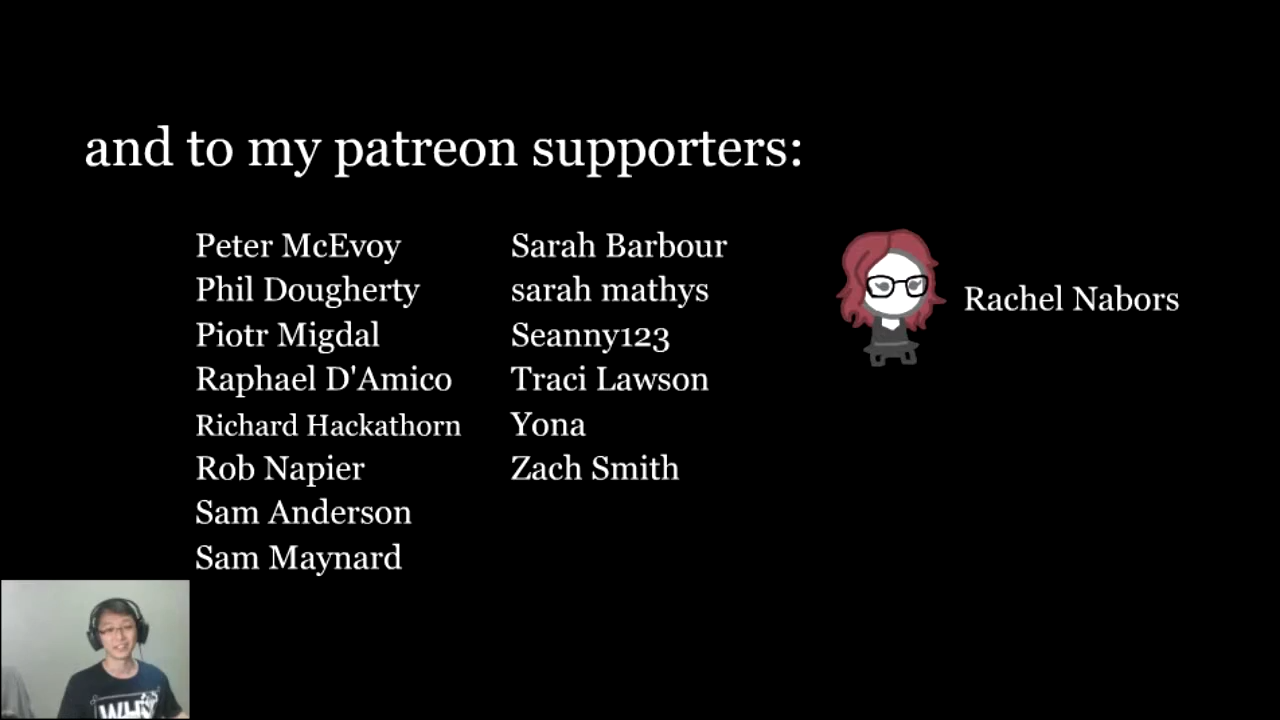 and to my patreon supporters:
Peter McEvoy
Phil Dougherty
Piotr Migdal
Raphael D'Amico
Richard Hackathorn
Rob Napier
Sam Anderson
Sam Maynard
Sarah Barbour
sarah mathys
Seanny123
Traci Lawson
Yona
Zach Smith
Rachel Nabors